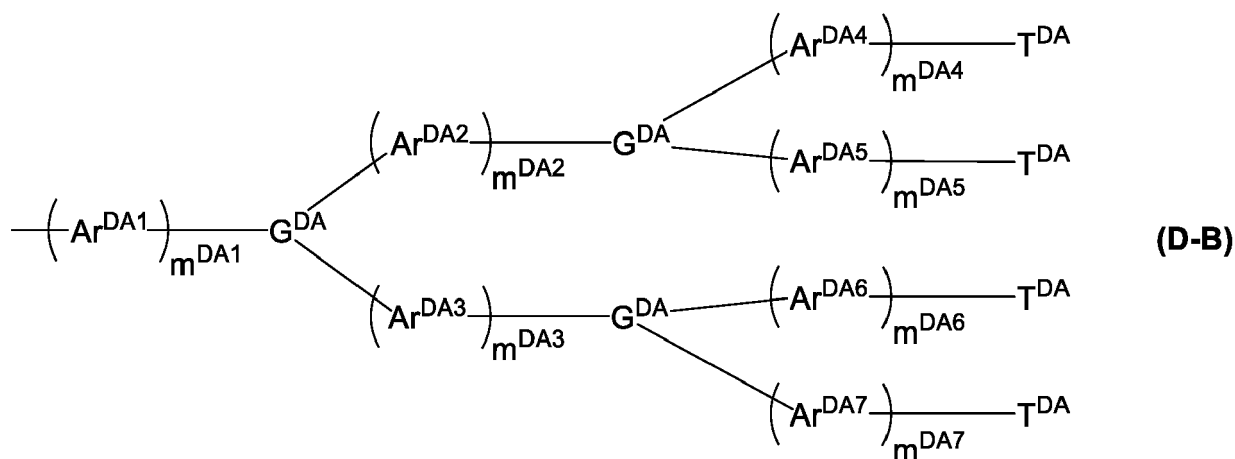 (Ar^DA4)m^DA4 T^DA
(Ar^DA2)m^DA2 G^DA (Ar^DA5)m^DA5 T^DA
(Ar^DA1)m^DA1 G^DA (D-B)
(Ar^DA3)m^DA3 G^DA (Ar^DA6)m^DA6 T^DA
(Ar^DA7)m^DA7 T^DA